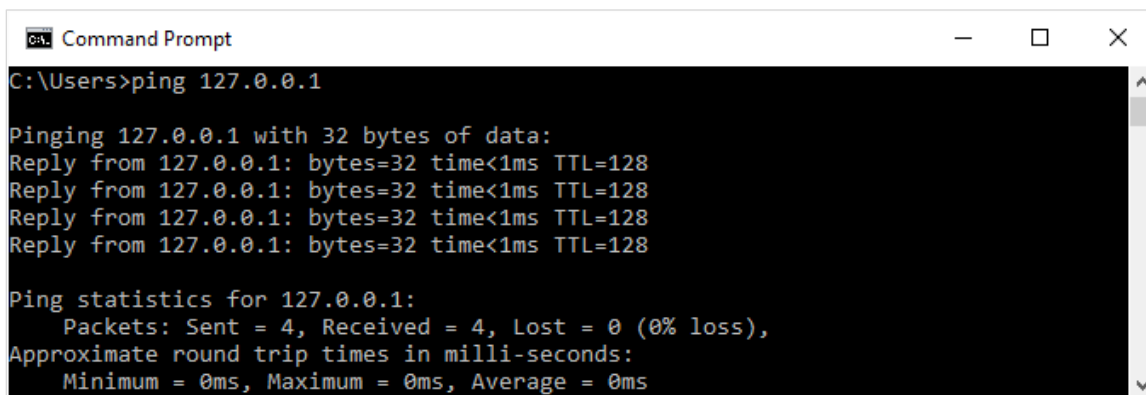 Command Prompt
C:\Users>ping 127.0.0.1
Pinging 127.0.0.1 with 32 bytes of data:
Reply from 127.0.0.1: bytes=32 time<1ms TTL=128
Reply from 127.0.0.1: bytes=32 time<1ms TTL=128
Reply from 127.0.0.1: bytes=32 time<1ms TTL=128
Reply from 127.0.0.1: bytes=32 time<1ms TTL=128
Ping statistics for 127.0.0.1:
    Packets: Sent = 4, Received = 4, Lost = 0 (0% loss),
Approximate round trip times in milli-seconds:
    Minimum = 0ms, Maximum = 0ms, Average = 0ms